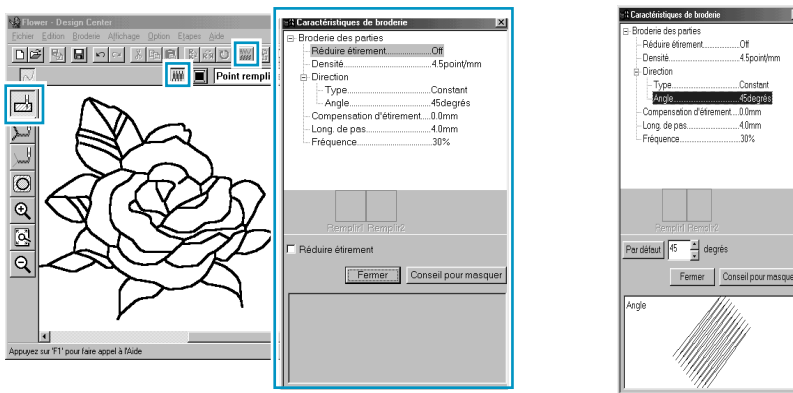 Flower - Design Center
Fichier Edition Broderie Affichage Option Etapes Aide
Point rempli
Appuyez sur 'F1' pour faire appel à l'Aide
Caractéristiques de broderie
Broderie des parties
Réduire étirement Off
Densité 4.5point/mm
Direction
Type Constant
Angle 45degrés
Compensation d'étirement 0.0mm
Long. de pas 4.0mm
Fréquence 30%
Remplir1 Remplir2
Réduire étirement
Fermer Conseil pour masquer
Caractéristiques de broderie
Broderie des parties
Réduire étirement Off
Densité 4.5point/mm
Direction
Type Constant
Angle 45degrés
Compensation d'étirement 0.0mm
Long. de pas 4.0mm
Fréquence 30%
Remplir1 Remplir2
Par défaut 45 degrés
Fermer Conseil pour masque
Angle